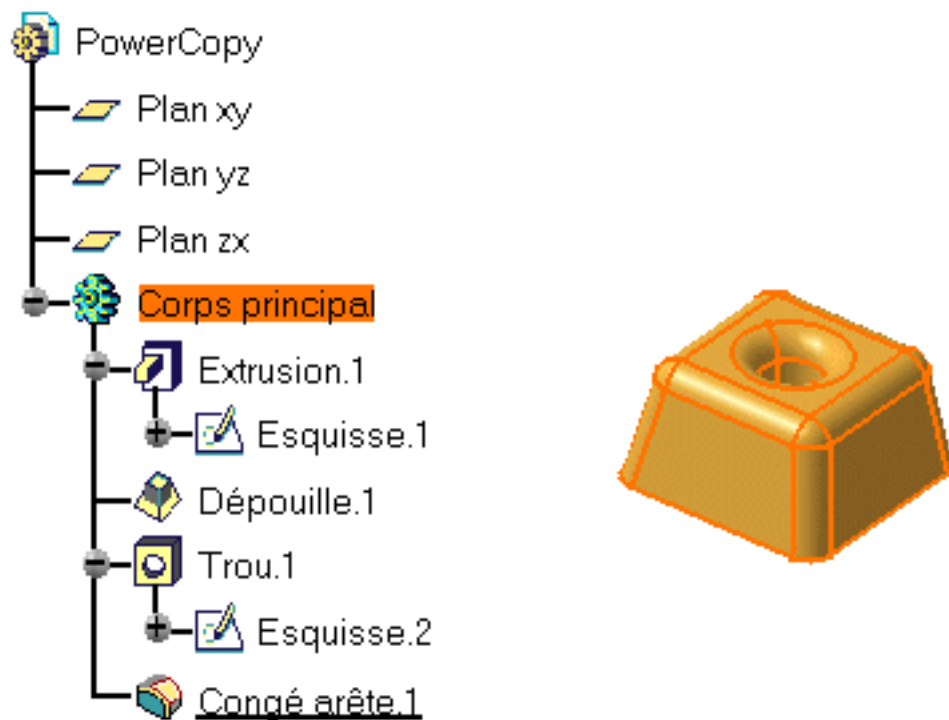 PowerCopy
Plan xy
Plan yz
Plan zx
Corps principal
Extrusion.1
Esquisse.1
Dépouille.1
Trou.1
Esquisse.2
Congé arête.1